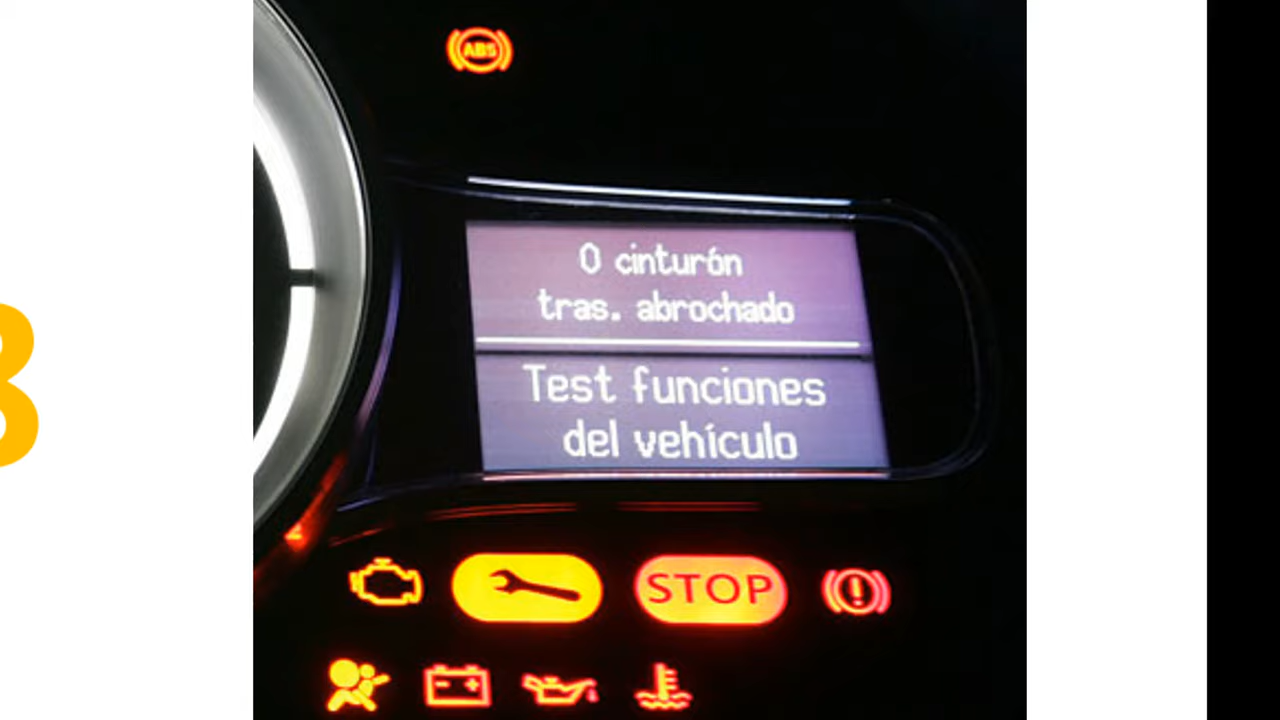 ABS
0 cinturón
tras. abrochado
Test funciones
del vehículo
STOP